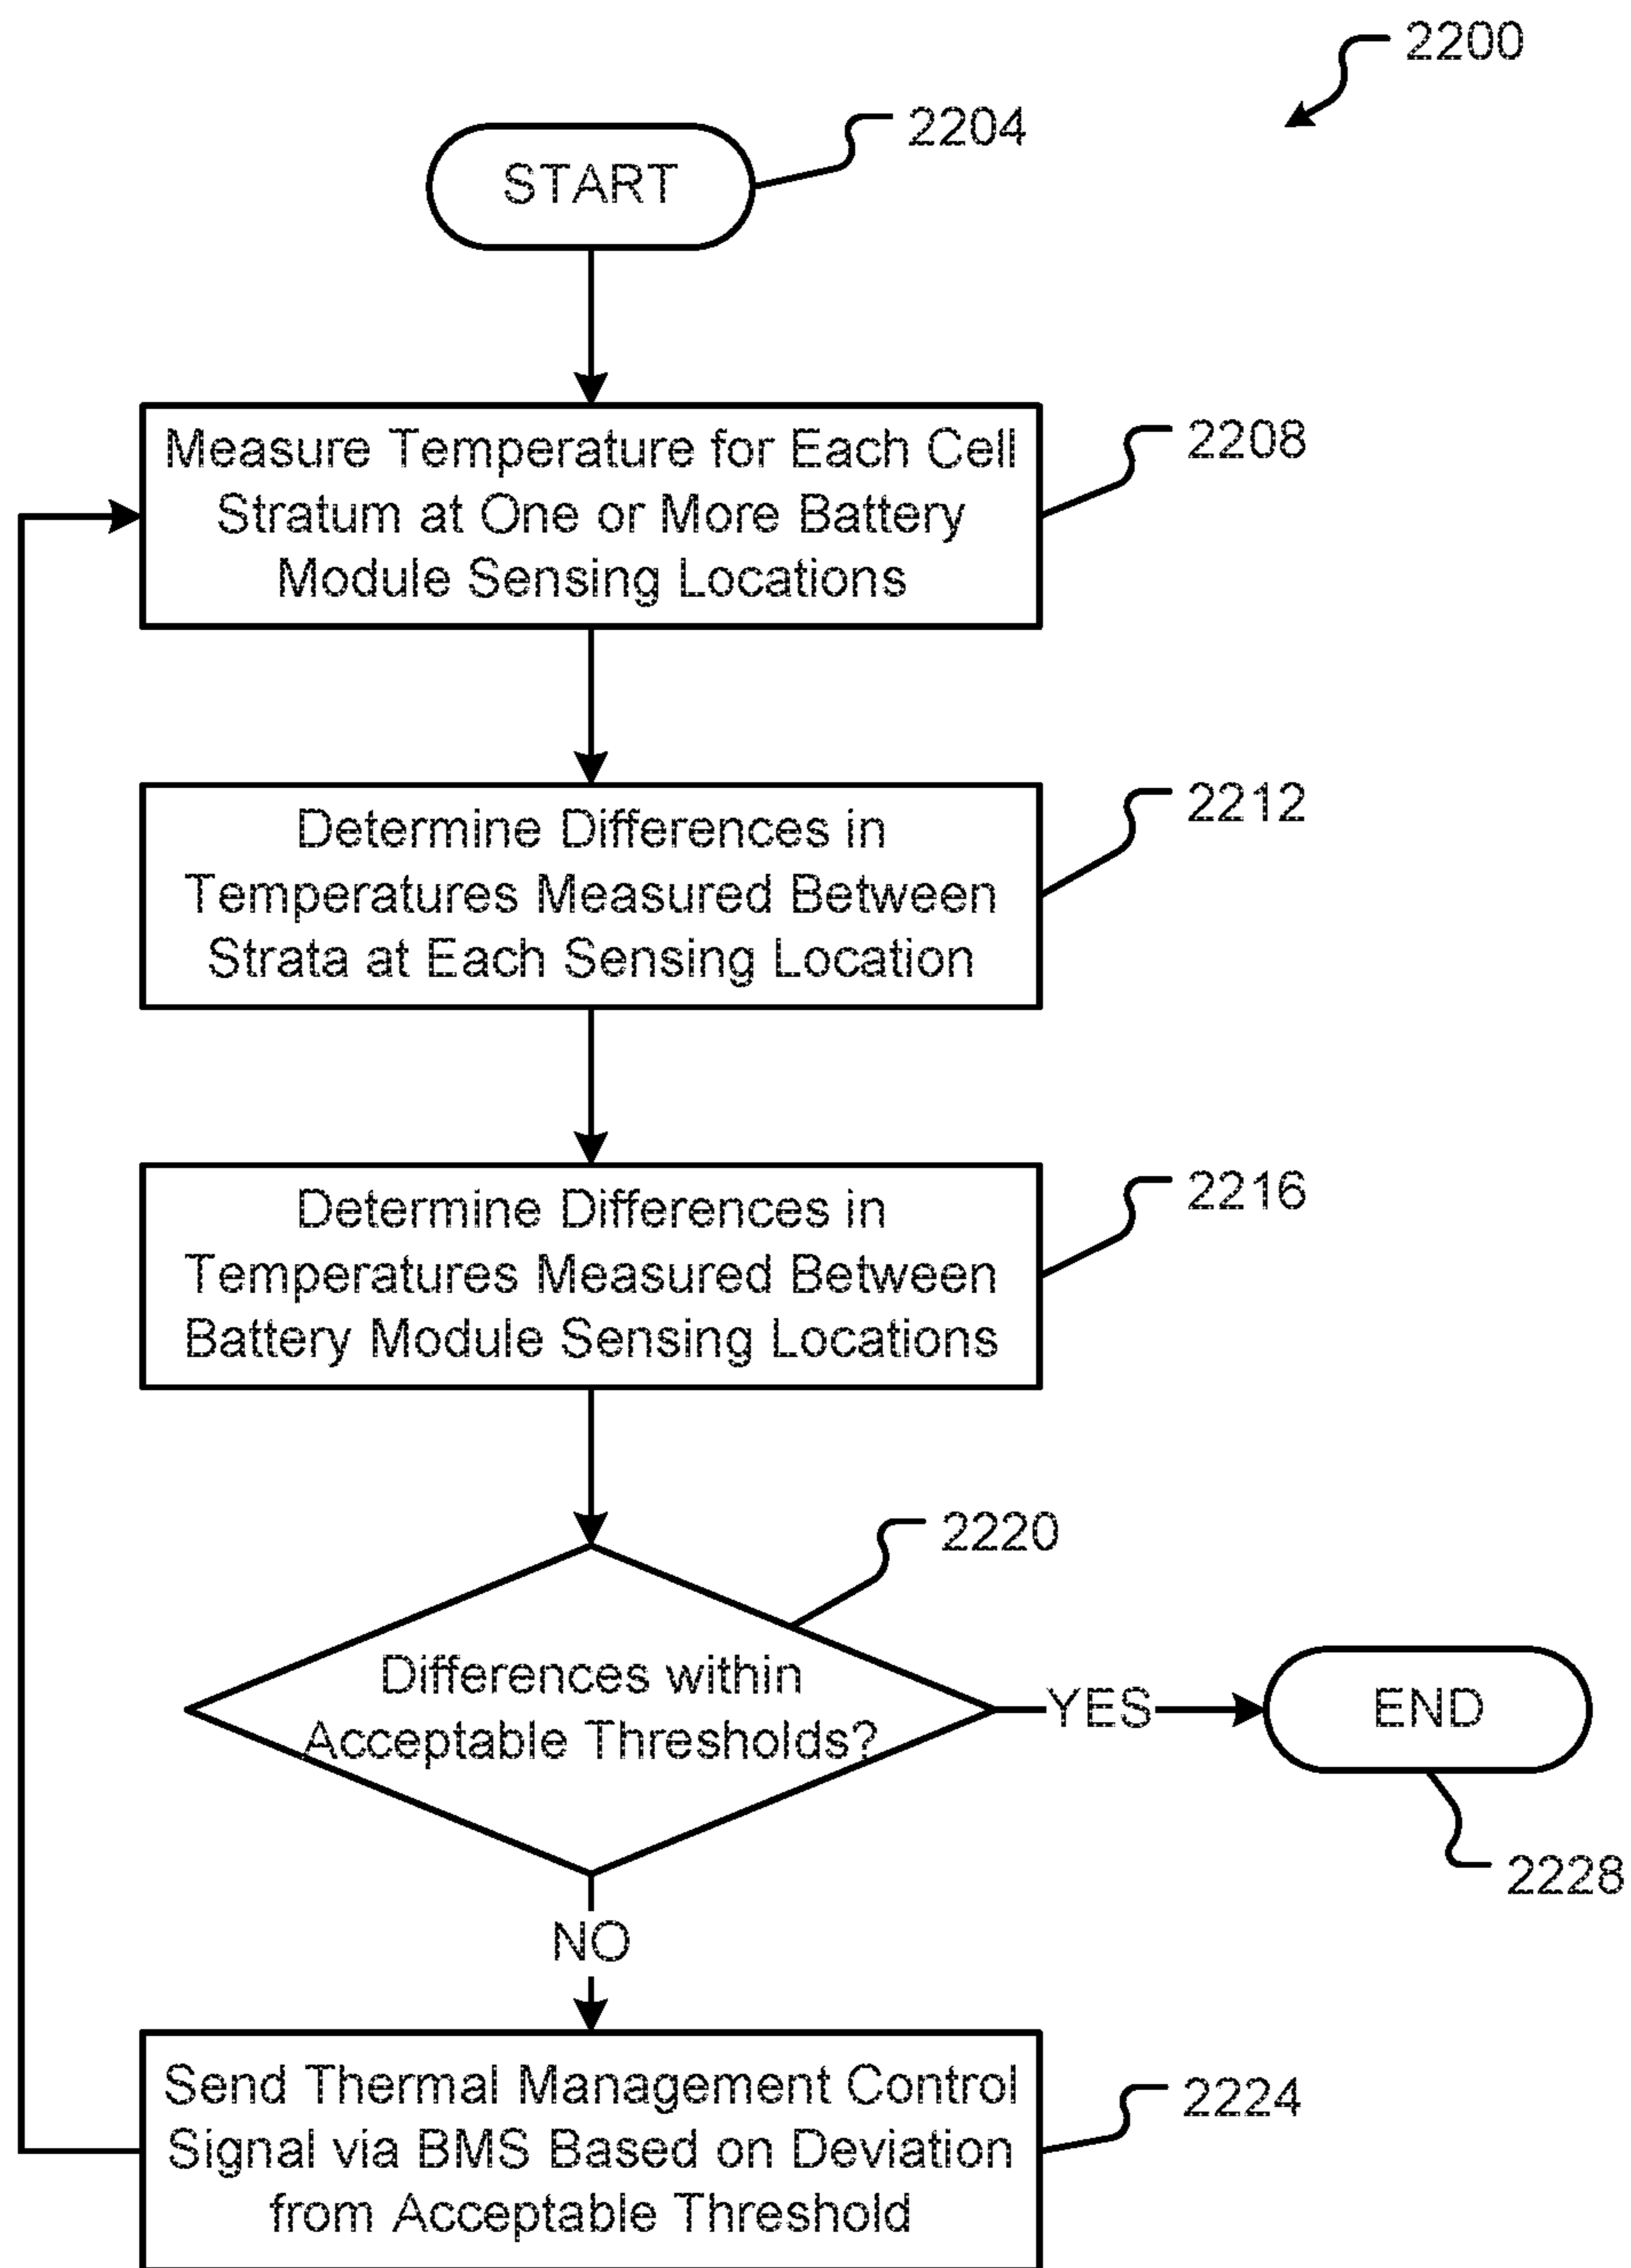 2200
2204
START
2208
Measure Temperature for Each Cell
Stratum at One or More Battery
Module Sensing Locations
2212
Determine Differences in
Temperatures Measured Between
Strata at Each Sensing Location
2216
Determine Differences in
Temperatures Measured Between
Battery Module Sensing Locations
2220
Differences within
Acceptable Thresholds?
YES
END
2228
NO
Send Thermal Management Control
Signal via BMS Based on Deviation
from Acceptable Threshold
2224